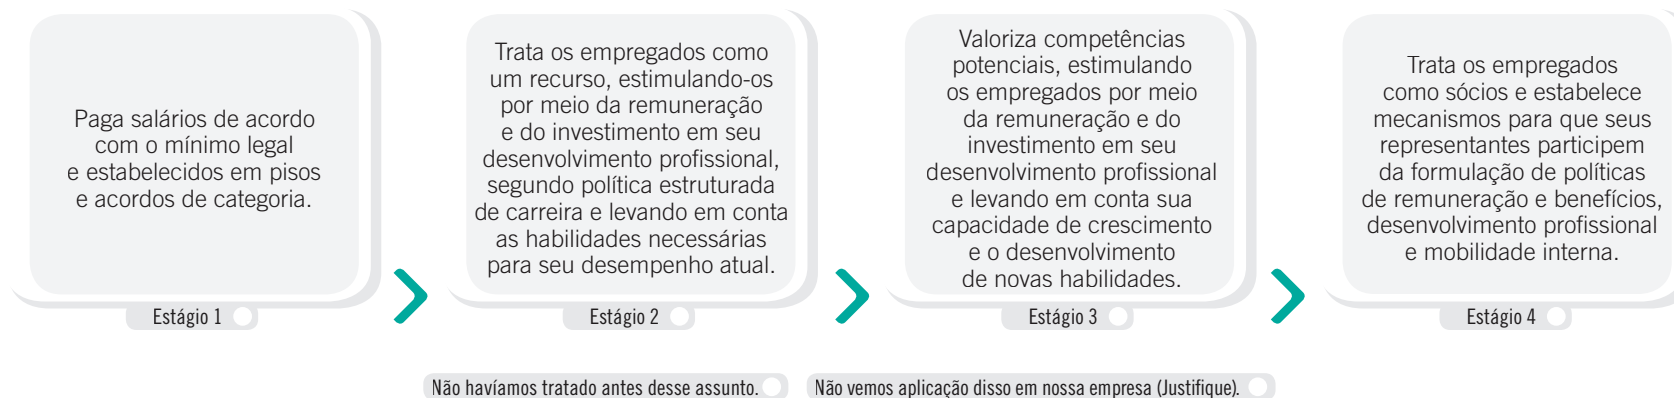 Paga salários de acordo
com o mínimo legal
e estabelecidos em pisos
e acordos de categoria.
Estágio 1
Trata os empregados como
um recurso, estimulando-os
por meio da remuneração
e do investimento em seu
desenvolvimento profissional,
segundo política estruturada
de carreira e levando em conta
as habilidades necessárias
para seu desempenho atual.
Estágio 2
Valoriza competências
potenciais, estimulando
os empregados por meio
da remuneração e do
investimento em seu
desenvolvimento profissional
e levando em conta sua
capacidade de crescimento
e o desenvolvimento
de novas habilidades.
Estágio 3
Trata os empregados
como sócios e estabelece
mecanismos para que seus
representantes participem
da formulação de políticas
de remuneração e benefícios,
desenvolvimento profissional
e mobilidade interna.
Estágio 4
Não havíamos tratado antes desse assunto.
Não vemos aplicação disso em nossa empresa (Justifique).